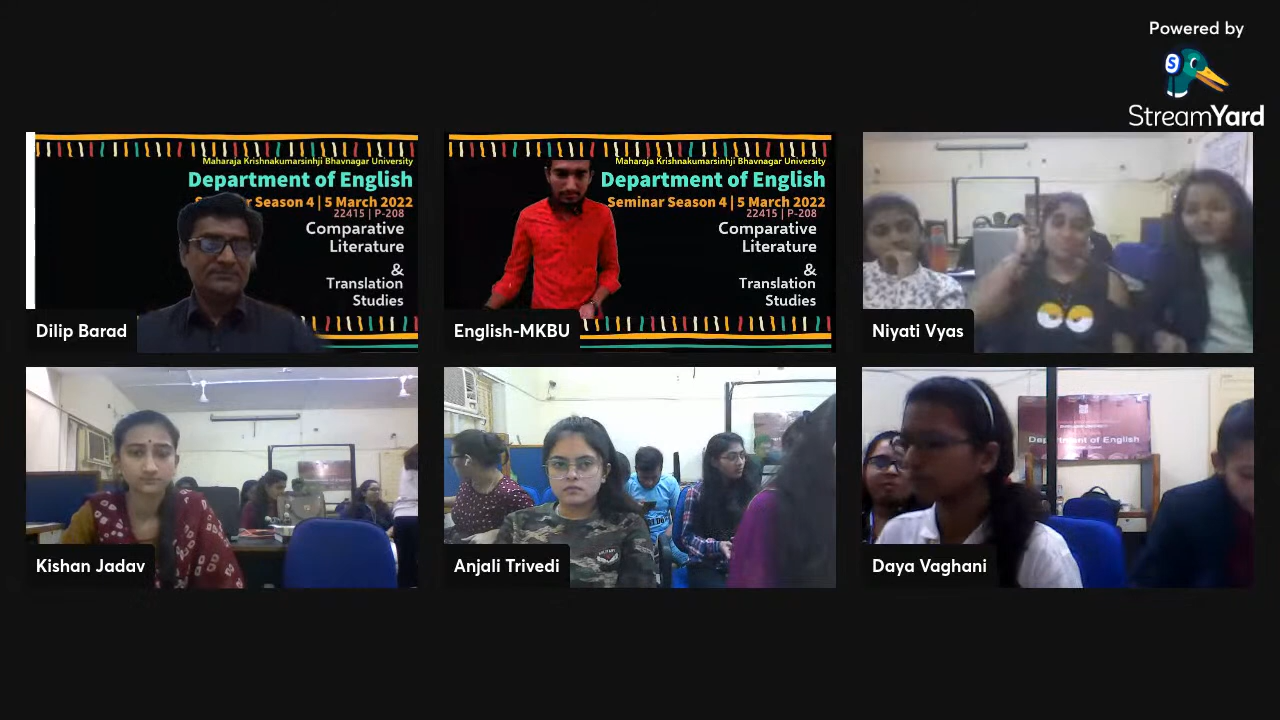 Powered by
S
StreamYard
Maharaja Krishnakumarsinhji Bhavnagar University
Department of English
Season 4 | 5 March 2022
22415 | P-208
Comparative
Literature
&
Translation
Studies
Dilip Barad
Maharaja Krishnakumarsinhji Bhavnagar University
Department of English
Seminar Season 4 | 5 March 2022
22415 | P-208
Comparative
Literature
&
Translation
Studies
English-MKBU
Niyati Vyas
Kishan Jadav
Anjali Trivedi
Department of English
Daya Vaghani